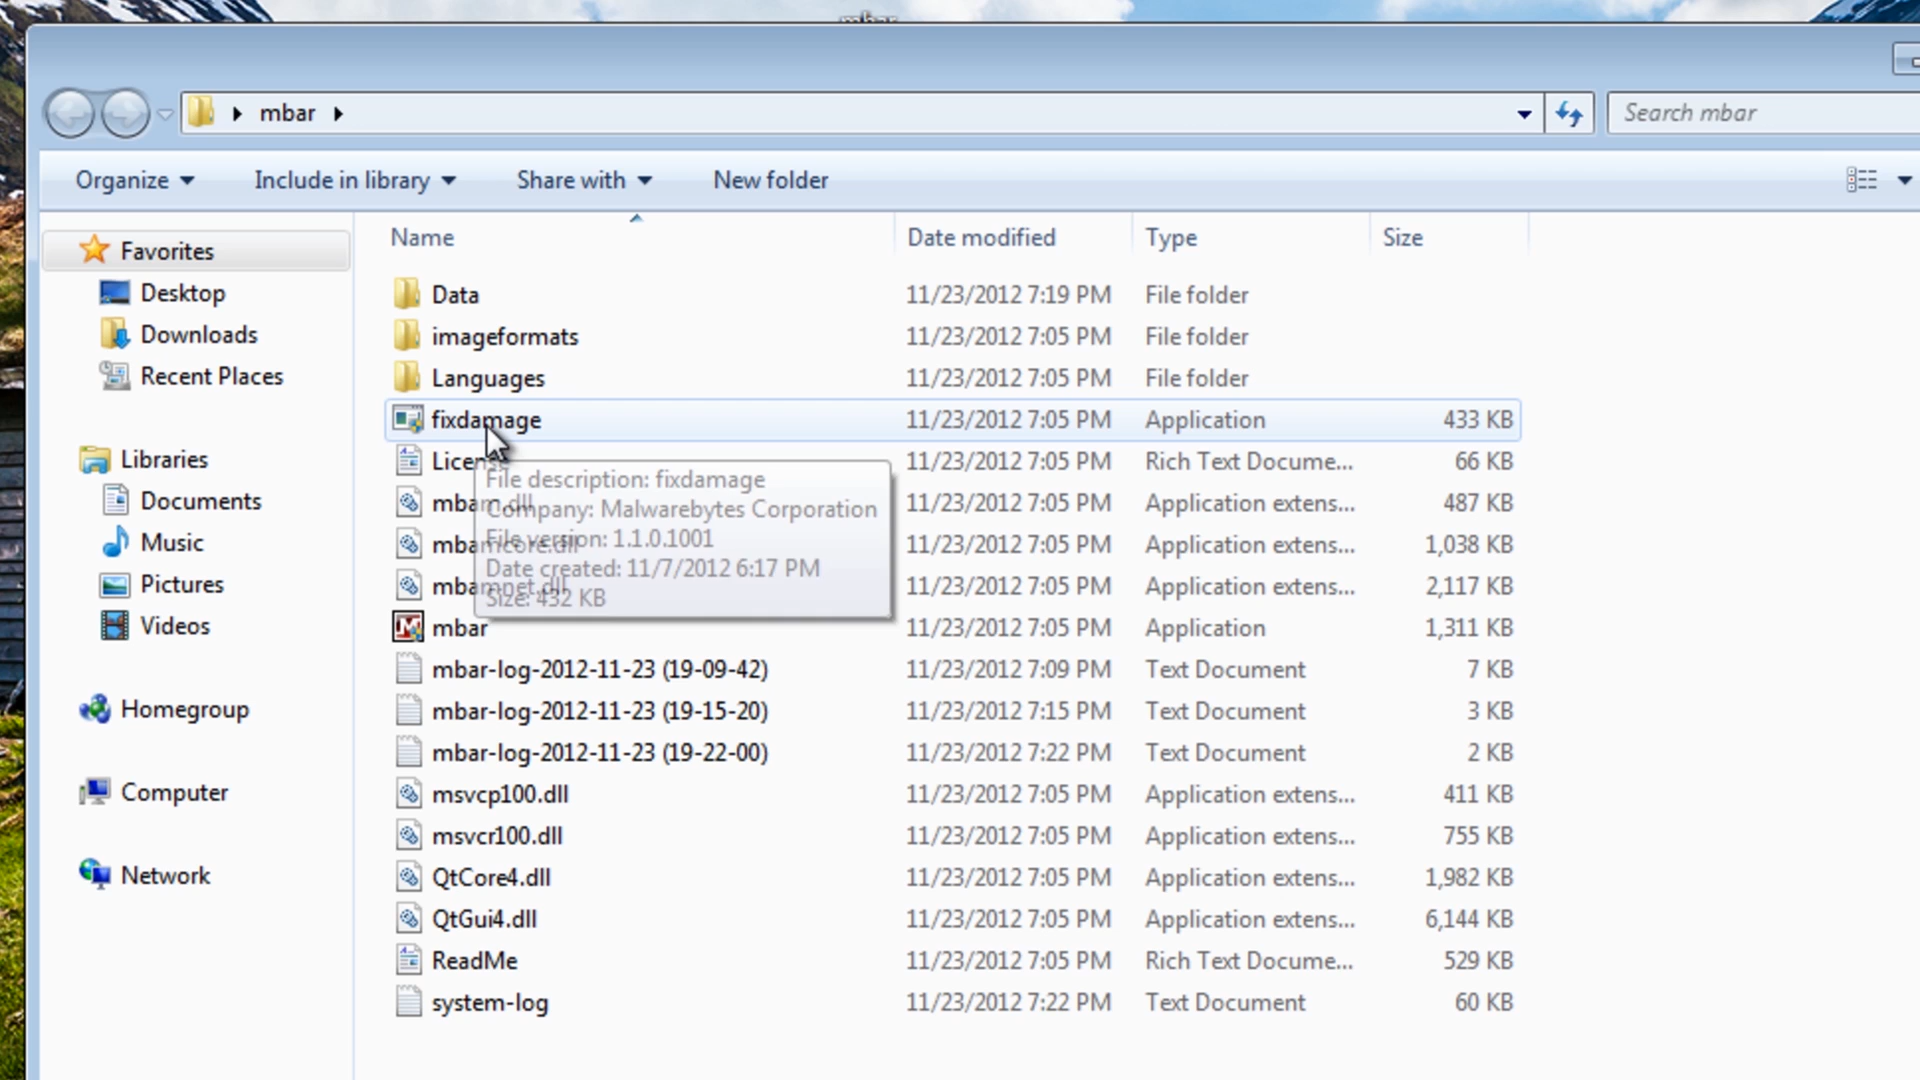 mbar
mbar
Search mbar
Organize Include in library Share with New folder
Name Date modified Type Size
Favorites
Desktop
Downloads
Recent Places
Libraries
Documents
Music
Pictures
Videos
Homegroup
Computer
Network
Data 11/23/2012 7:19 PM File folder
imageformats 11/23/2012 7:05 PM File folder
Languages 11/23/2012 7:05 PM File folder
fixdamage 11/23/2012 7:05 PM Application 433 KB
License 11/23/2012 7:05 PM Rich Text Docume... 66 KB
mbam.dll 11/23/2012 7:05 PM Application extens... 487 KB
mbamcore.dll 11/23/2012 7:05 PM Application extens... 1,038 KB
mbamnet.dll 11/23/2012 7:05 PM Application extens... 2,117 KB
mbar 11/23/2012 7:05 PM Application 1,311 KB
mbar-log-2012-11-23 (19-09-42) 11/23/2012 7:09 PM Text Document 7 KB
mbar-log-2012-11-23 (19-15-20) 11/23/2012 7:15 PM Text Document 3 KB
mbar-log-2012-11-23 (19-22-00) 11/23/2012 7:22 PM Text Document 2 KB
msvcp100.dll 11/23/2012 7:05 PM Application extens... 411 KB
msvcr100.dll 11/23/2012 7:05 PM Application extens... 755 KB
QtCore4.dll 11/23/2012 7:05 PM Application extens... 1,982 KB
QtGui4.dll 11/23/2012 7:05 PM Application extens... 6,144 KB
ReadMe 11/23/2012 7:05 PM Rich Text Docume... 529 KB
system-log 11/23/2012 7:22 PM Text Document 60 KB
File description: fixdamage
Company: Malwarebytes Corporation
File version: 1.1.0.1001
Date created: 11/7/2012 6:17 PM
Size: 432 KB